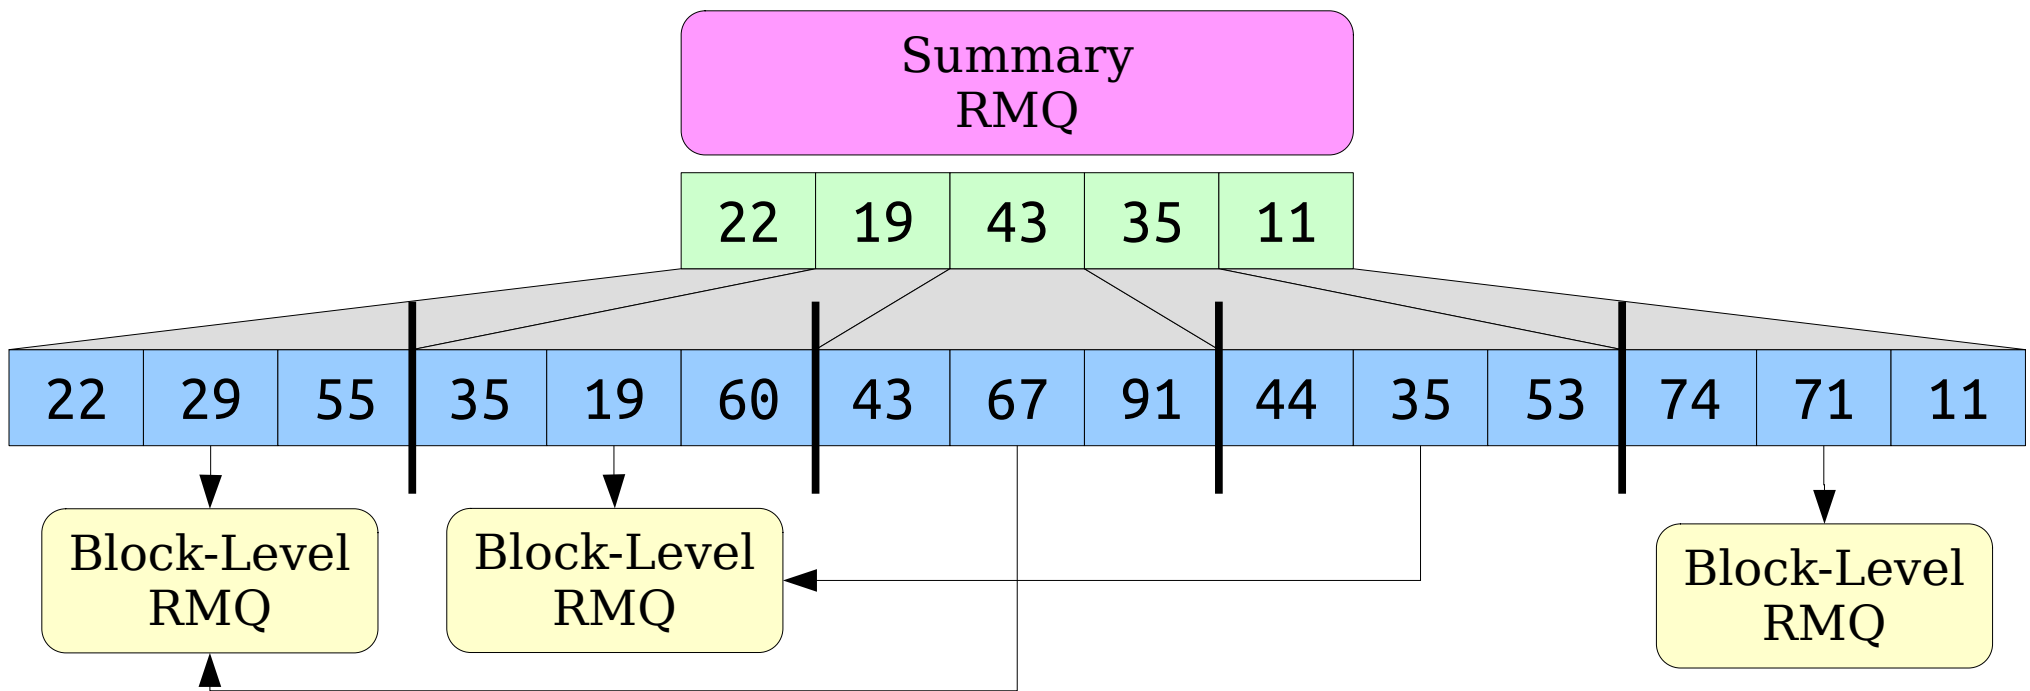 Summary
RMQ
22 19 43 35 11
22 29 55 35 19 60 43 67 91 44 35 53 74 71 11
Block-Level
RMQ
Block-Level
RMQ
Block-Level
RMQ